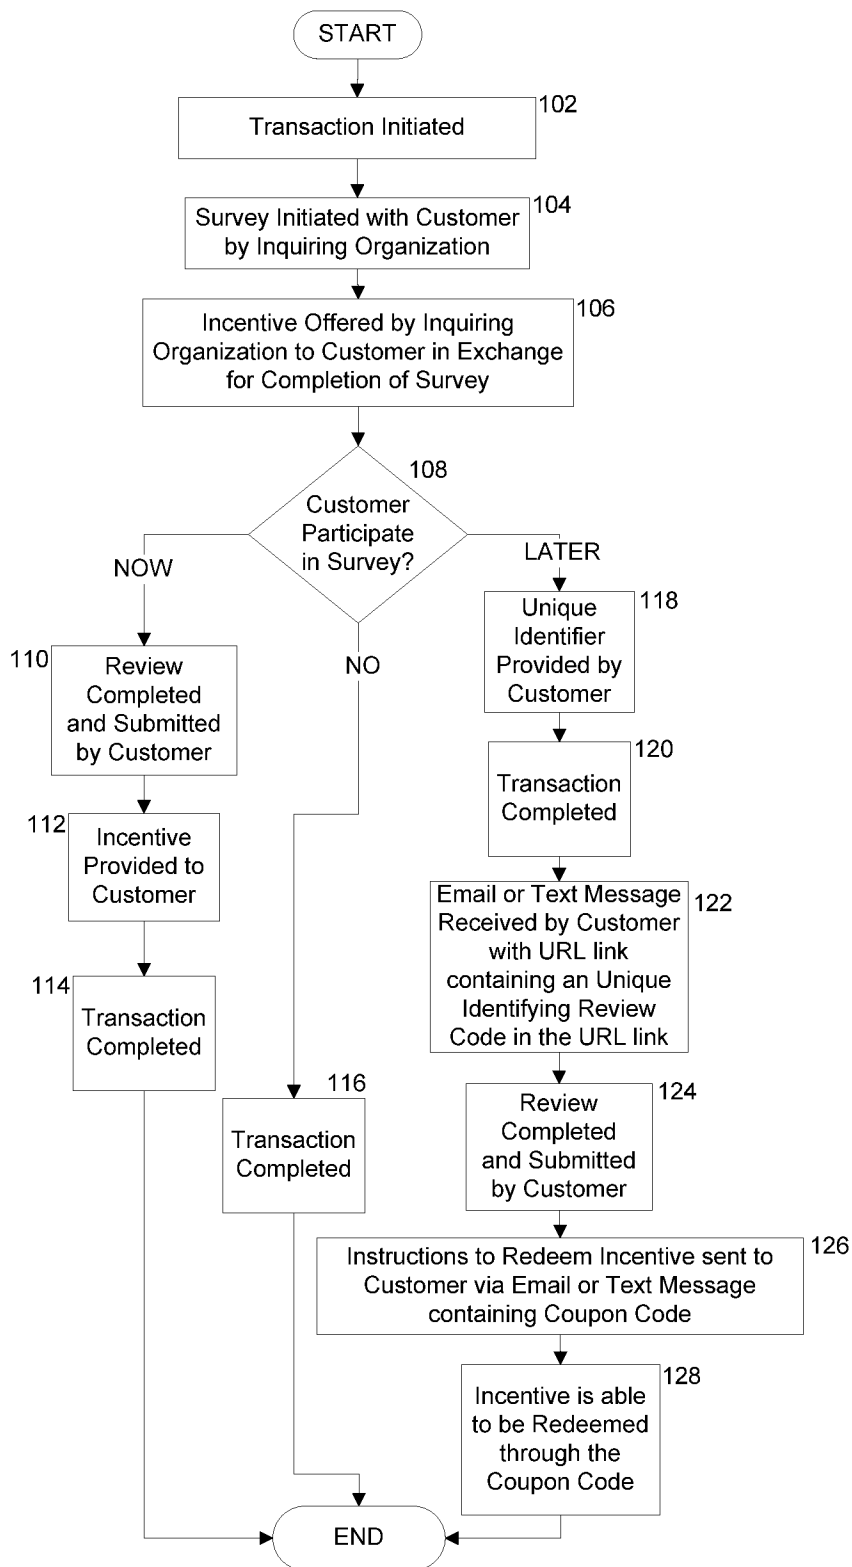 START
102
Transaction Initiated
104
Survey Initiated with Customer
by Inquiring Organization
106
Incentive Offered by Inquiring
Organization to Customer in Exchange
for Completion of Survey
108
Customer
Participate
in Survey?
NOW
NO
LATER
110
Review
Completed
and Submitted
by Customer
112
Incentive
Provided to
Customer
114
Transaction
Completed
116
Transaction
Completed
118
Unique
Identifier
Provided by
Customer
120
Transaction
Completed
122
Email or Text Message
Received by Customer
with URL link
containing an Unique
Identifying Review
Code in the URL link
124
Review
Completed
and Submitted
by Customer
126
Instructions to Redeem Incentive sent to
Customer via Email or Text Message
containing Coupon Code
128
Incentive is able
to be Redeemed
through the
Coupon Code
END